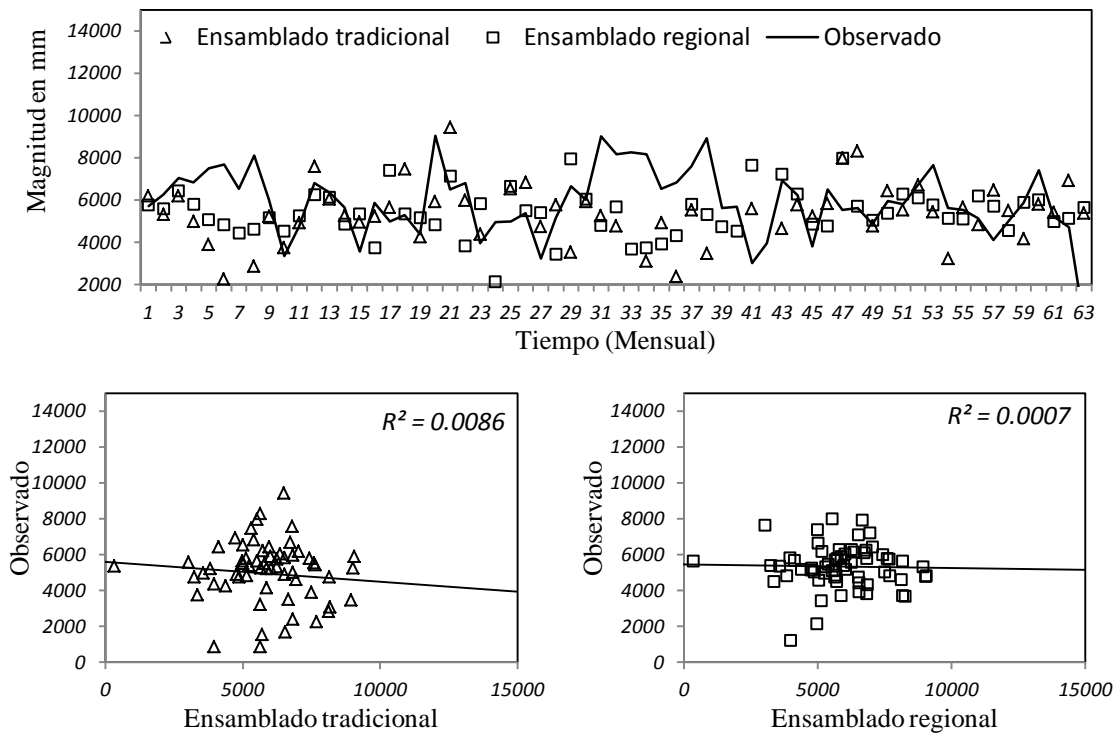 14000
12000
10000
8000
6000
4000
2000
Magnitud en mm
Ensamblado tradicional Ensamblado regional Observado
1 3 5 7 9 11 13 15 17 19 21 23 25 27 29 31 33 35 37 39 41 43 45 47 49 51 53 55 57 59 61 63
Tiempo (Mensual)
14000
12000
10000
8000
6000
4000
2000
0
Observado
R² = 0.0086
0 5000 10000 15000
Ensamblado tradicional
14000
12000
10000
8000
6000
4000
2000
0
Observado
R² = 0.0007
0 5000 10000 15000
Ensamblado regional